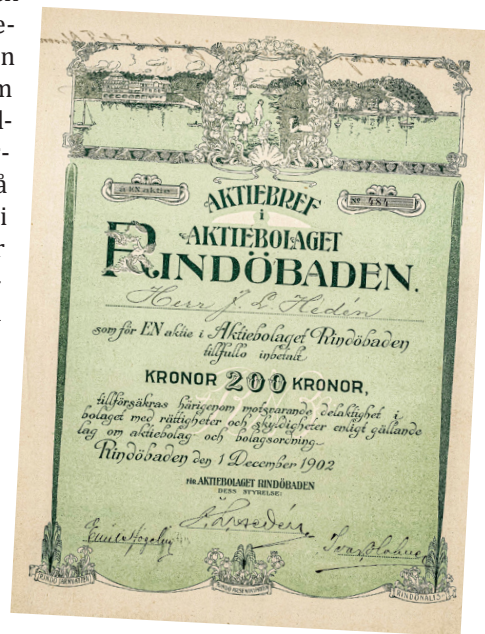 e-
n
m
l-
å
i
r
å EN aktie
No 484
AKTIEBREF
i
AKTIEBOLAGET
RINDÖBADEN.
Herr J. L. Hedén
som för EN aktie i Aktiebolaget Rindöbaden
tillfullo inbetalt
KRONOR 200 KRONOR,
tillförsäkras härigenom motsvarande delaktighet i
bolaget med rättigheter och skyldigheter enligt gällande
lag om aktiebolag och bolagsordning.
Rindöbaden den 1 December 1902
för AKTIEBOLAGET RINDÖBADEN
DESS STYRELSE: